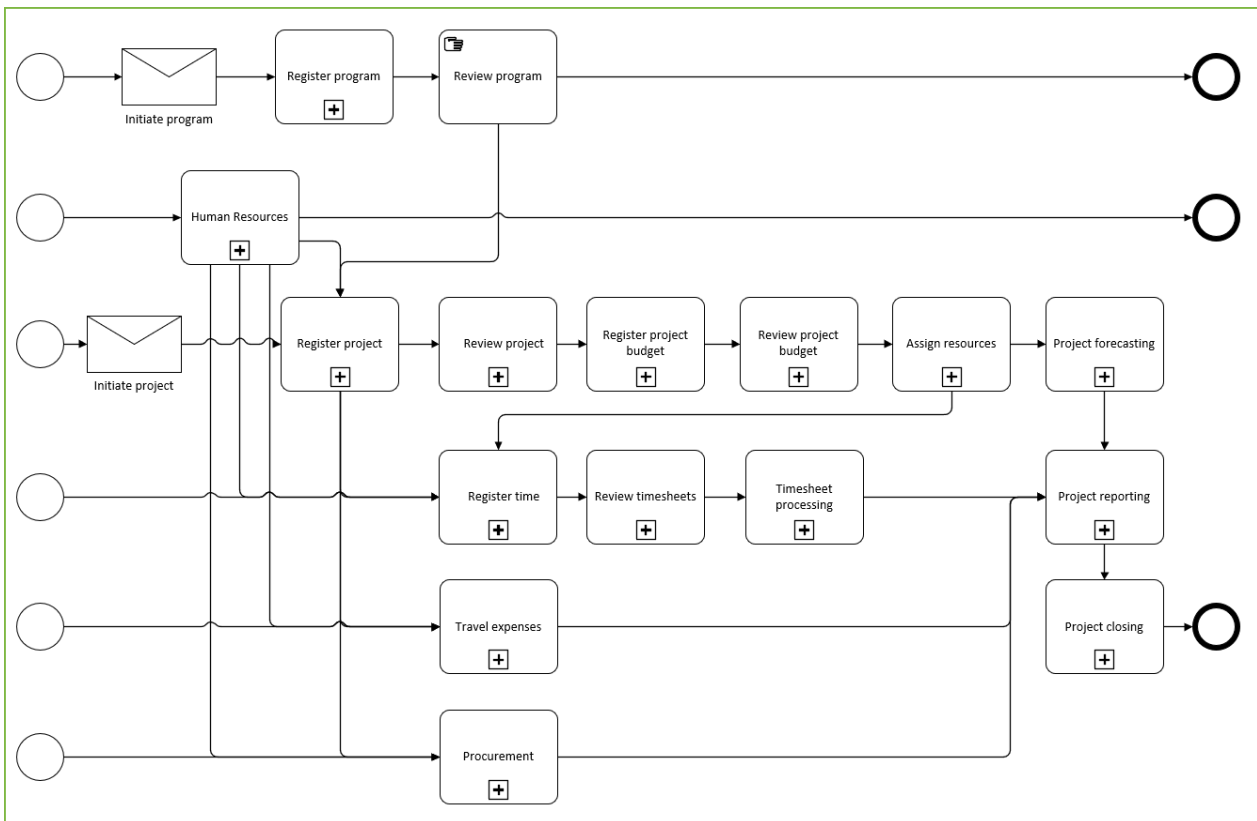 Register program
Review program
Initiate program
Human Resources
Register project
Review project
Register project
budget
Review project
budget
Assign resources
Project forecasting
Initiate project
Register time
Review timesheets
Timesheet
processing
Project reporting
Travel expenses
Project closing
Procurement